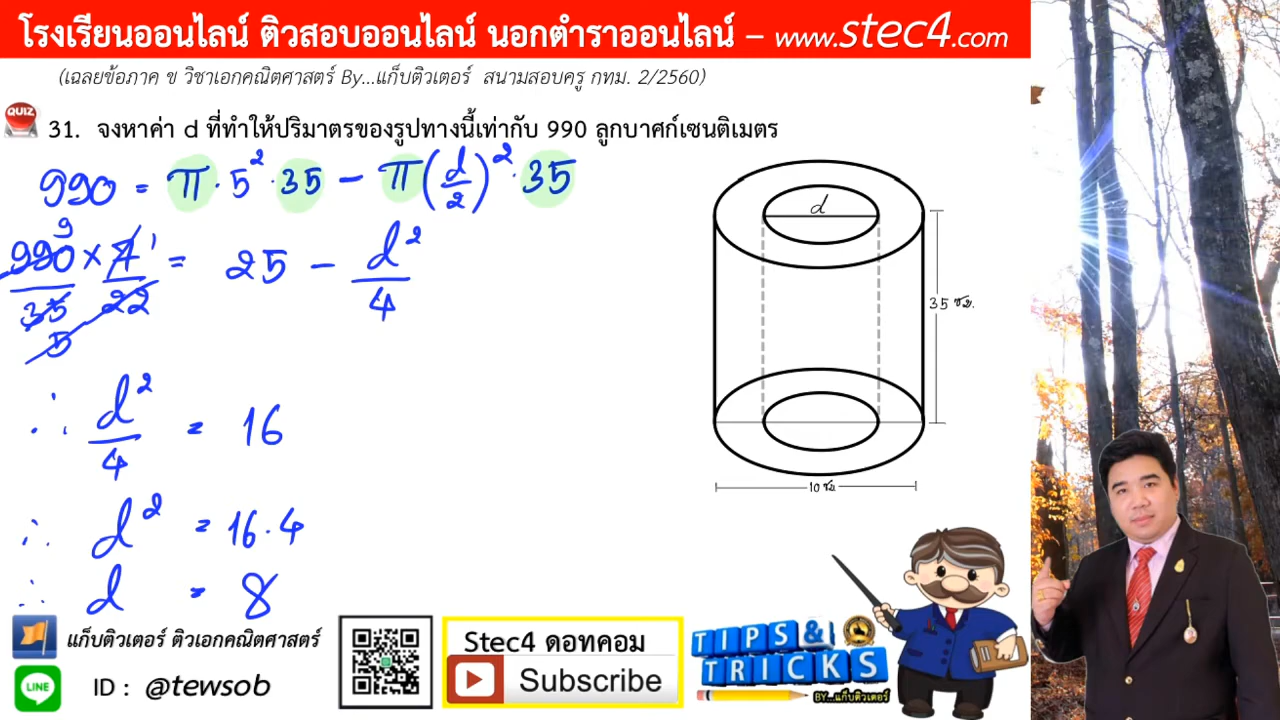 โรงเรียนออนไลน์ ติวสอบออนไลน์ นอกตำราออนไลน์ – www.stec4.com
(เฉลยข้อภาค ข วิชาเอกคณิตศาสตร์ By...แก็บติวเตอร์ สนามสอบครู กทม. 2/2560)
QUIZ
31. จงหาค่า d ที่ทำให้ปริมาตรของรูปทางนี้เท่ากับ 990 ลูกบาศก์เซนติเมตร
990 = π · 5² · 35 – π (d/2)² · 35
990/35 × 7/22 = 25 – d²/4
9 1
5
∴ d²/4 = 16
∴ d² = 16 · 4
∴ d = 8
d
35 ซม.
10 ซม
แก็บติวเตอร์ ติวเอกคณิตศาสตร์
LINE
ID : @tewsob
Stec4 ดอทคอม
Subscribe
TIPS &
TRICKS
BY...แก็บติวเตอร์